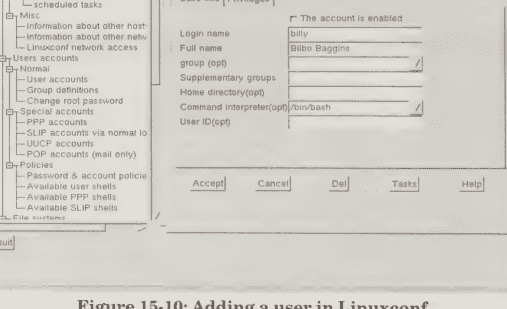 scheduled tasks
Misc
Information about other host
Information about other netw
Linuxconf network access
Users accounts
Normal
User accounts
Group definitions
Change root password
Special accounts
PPP accounts
SLIP accounts via normal lo
UUCP accounts
POP accounts (mail only)
Policies
Password & account policie
Available user shells
Available PPP shells
Available SLIP shells
File systems
uit
Base info Privileges
The account is enabled
Login name billy
Full name Bilbo Baggins
group (opt)
Supplementary groups
Home directory(opt)
Command interpreter(opt) /bin/bash
User ID(opt)
Accept Cancel Del Tasks Help
Figure 15-10: Adding a user in Linuxconf